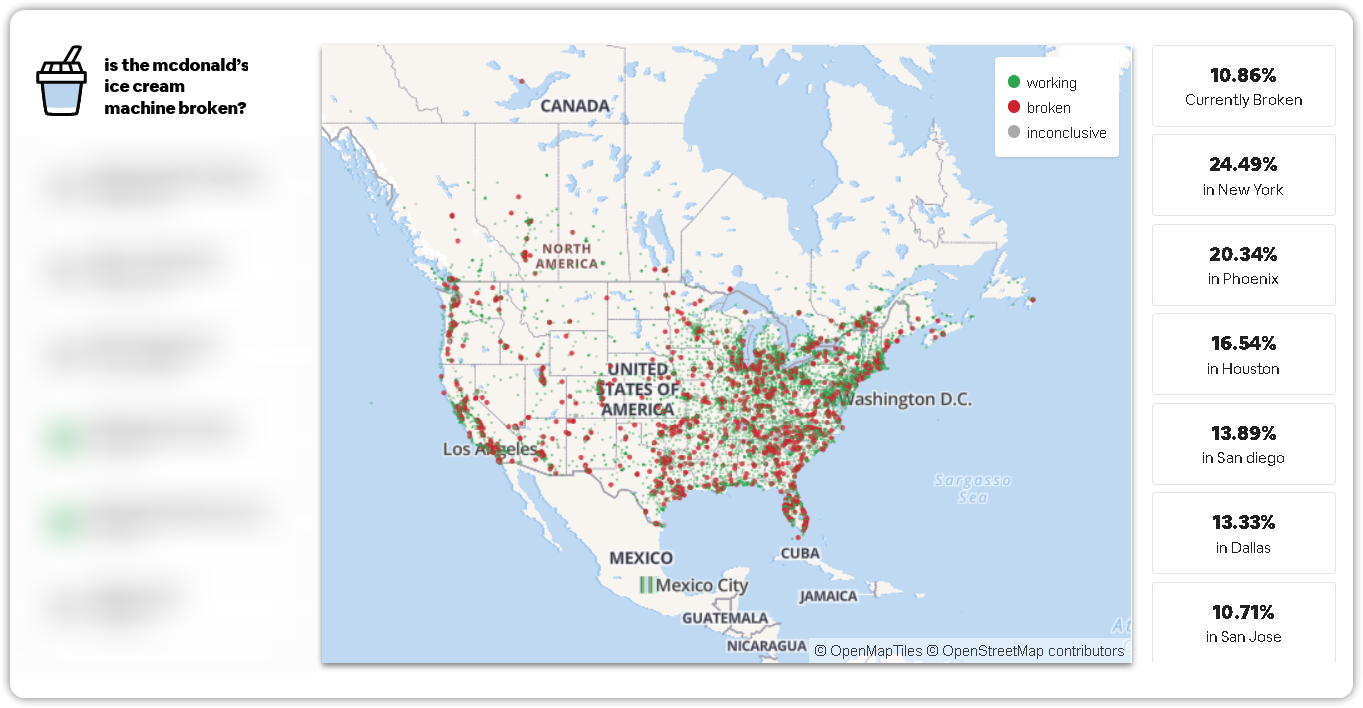 is the mcdonald's
ice cream
machine broken?
CANADA
working
broken
inconclusive
NORTH
AMERICA
UNITED
STATES OF
AMERICA
Washington D.C.
Los Angeles
Sargasso
Sea
MEXICO
Mexico City
CUBA
JAMAICA
GUATEMALA
NICARAGUA
© OpenMapTiles © OpenStreetMap contributors
10.86%
Currently Broken
24.49%
in New York
20.34%
in Phoenix
16.54%
in Houston
13.89%
in San diego
13.33%
in Dallas
10.71%
in San Jose